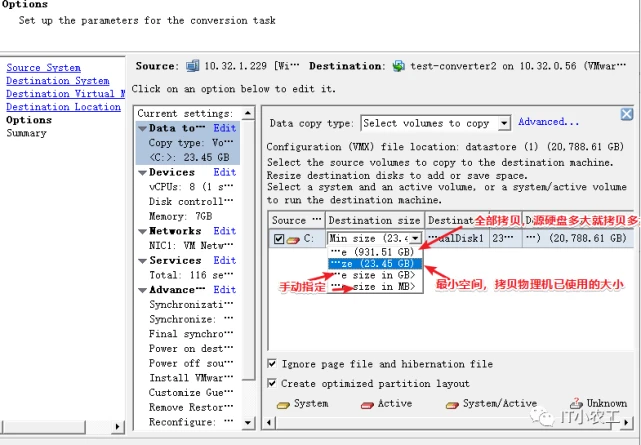 Options
Set up the parameters for the conversion task
Source System
Destination System
Destination Virtual M
Destination Location
Options
Summary
Source: 10.32.1.229 [Wi… Destination: test-converter2 on 10.32.0.56 (VMwar…
Click on an option below to edit it.
Current settings:
Data to… Edit
Copy type: Vo…
<C:>: 23.45 GB
Devices Edit
vCPUs: 8 (1 s…
Disk controll…
Memory: 7GB
Networks Edit
NIC1: VM Netw…
Services Edit
Total: 116 se…
Advance… Edit
Synchronizati…
Synchronize: …
Final synchro…
Power on dest…
Power off sou…
Install VMwar…
Customize Gue…
Remove Restor…
Reconfigure: …
Data copy type: Select volumes to copy Advanced...
Configuration (VMX) file location: datastore (1) (20,788.61 GB)
Select the source volumes to copy to the destination machine.
Resize destination disks to add or save space.
Select a system and an active volume, or a system/active volume
to run the destination machine.
Source … Destination size Destinat… D…
全部拷贝,源硬盘多大就拷贝多
C: Min size (23.4 …ualDisk1 23… …) (20,788.61 GB)
…e (931.51 GB)
…ze (23.45 GB)
…e size in GB>
…size in MB>
手动指定
最小空间，拷贝物理机已使用的大小
Ignore page file and hibernation file
Create optimized partition layout
System Active System/Active Unknown
IT小农工